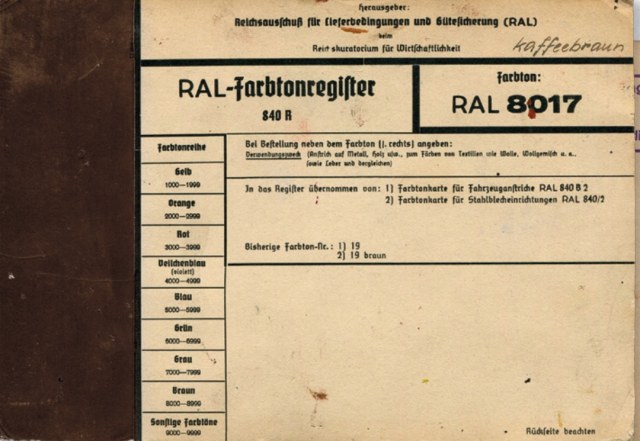 Herausgeber:
Reichsausschuß für Lieferbedingungen und Gütesicherung (RAL)
beim
Reichskuratorium für Wirtschaftlichkeit
kaffeebraun
RAL-Farbtonregister
840 R
Farbton:
RAL 8017
Farbtonreihe
Gelb
1000—1999
Orange
2000—2999
Rot
3000—3999
Veilchenblau
(violett)
4000—4999
Blau
5000—5999
Grün
6000—6999
Grau
7000—7999
Braun
8000—8999
Sonstige Farbtöne
9000—9999
Bei Bestellung neben dem Farbton (s. rechts) angeben:
Verwendungszweck (Anstrich auf Metall, Holz usw., zum Färben von Textilien wie Wolle, Wollgemisch u. a.,
sowie Leder und dergleichen)
In das Register übernommen von: 1) Farbtonkarte für Fahrzeuganstriche RAL 840 B 2
2) Farbtonkarte für Stahlblecheinrichtungen RAL 840/2
Bisherige Farbton-Nr.: 1) 19
2) 19 braun
Rückseite beachten